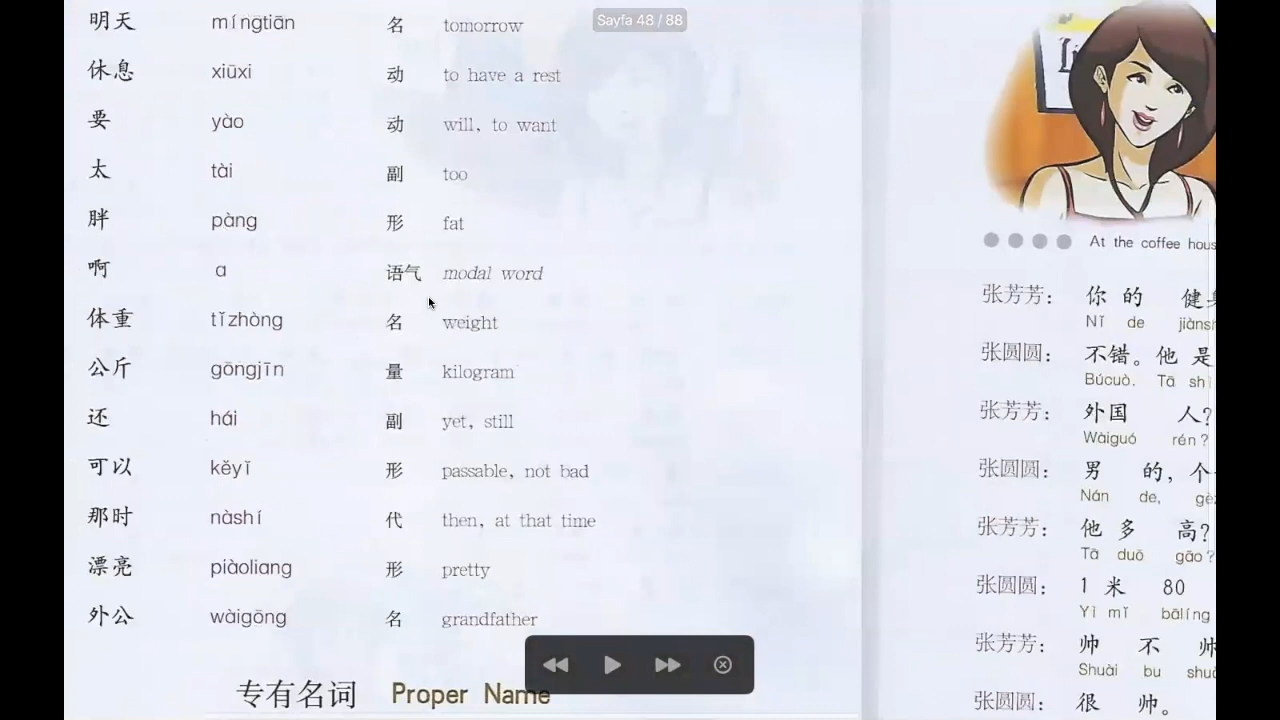 Sayfa 48 / 88
明天 míngtiān 名 tomorrow
休息 xiūxi 动 to have a rest
要 yào 动 will, to want
太 tài 副 too
胖 pàng 形 fat
啊 ɑ 语气 modal word
体重 tǐzhòng 名 weight
公斤 gōngjīn 量 kilogram
还 hái 副 yet, still
可以 kěyǐ 形 passable, not bad
那时 nàshí 代 then, at that time
漂亮 piàoliang 形 pretty
外公 wàigōng 名 grandfather
专有名词 Proper Name
At the coffee
张芳芳: 你 的 健
Nǐ de
张圆圆: 不错。他 是
Búcuò. Tā
张芳芳: 外国 人?
Wàiguó rén?
张圆圆: 男 的,
Nán de,
张芳芳: 他 多 高?
Tā duō gāo?
张圆圆: 1 米 80
Yì mǐ bālíng
张芳芳: 帅 不 帅
Shuài bu
张圆圆: 很 帅。